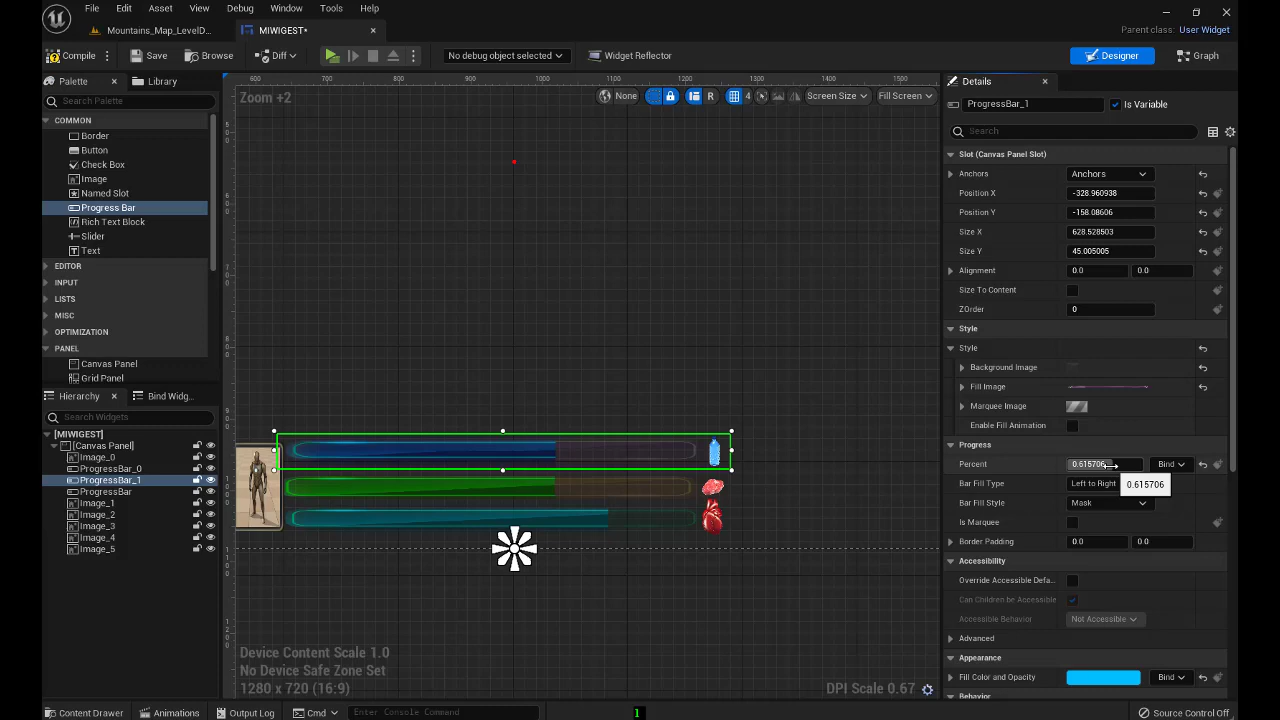 File Edit Asset View Debug Window Tools Help
Mountains_Map_LevelD...
MIWIGEST*
Parent class: User Widget
Compile
Save
Browse
Diff
No debug object selected
Widget Reflector
Designer
Graph
Palette
Library
Search Palette
COMMON
Border
Button
Check Box
Image
Named Slot
Progress Bar
Rich Text Block
Slider
Text
EDITOR
INPUT
LISTS
MISC
OPTIMIZATION
PANEL
Canvas Panel
Grid Panel
Hierarchy
Bind Widg...
Search Widgets
[MIWIGEST]
[Canvas Panel]
Image_0
ProgressBar_0
ProgressBar_1
ProgressBar
Image_1
Image_2
Image_3
Image_4
Image_5
600 700 800 900 1000 1100 1200 1300 1400 1500
Zoom +2
None
R
4
Screen Size
Fill Screen
Device Content Scale 1.0
No Device Safe Zone Set
1280 x 720 (16:9)
DPI Scale 0.67
Details
ProgressBar_1
Is Variable
Search
Slot (Canvas Panel Slot)
Anchors Anchors
Position X -328.960938
Position Y -158.08606
Size X 628.528503
Size Y 45.005005
Alignment 0.0 0.0
Size To Content
ZOrder 0
Style
Style
Background Image
Fill Image
Marquee Image
Enable Fill Animation
Progress
Percent 0.615706 Bind
Bar Fill Type Left to Right
0.615706
Bar Fill Style Mask
Is Marquee
Border Padding 0.0 0.0
Accessibility
Override Accessible Defa...
Can Children be Accessible
Accessible Behavior Not Accessible
Advanced
Appearance
Fill Color and Opacity Bind
Behavior
Content Drawer
Animations
Output Log
Cmd
Enter Console Command
1
Source Control Off